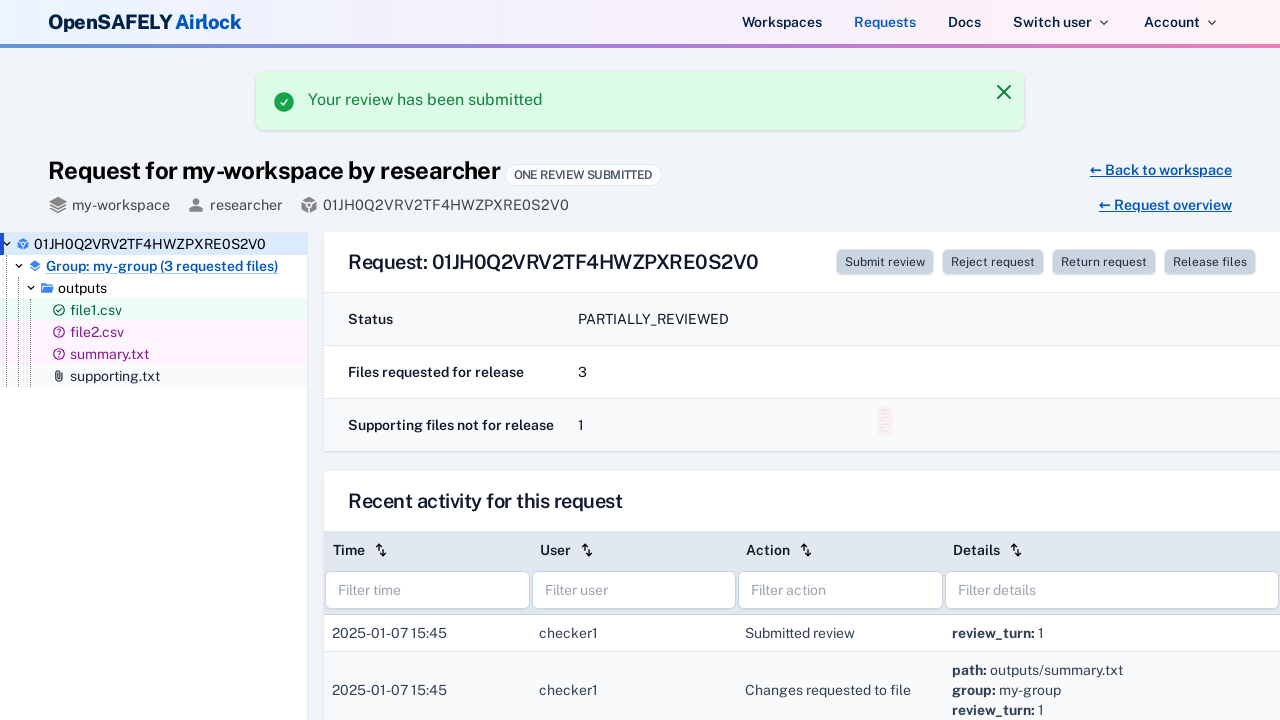 OpenSAFELY Airlock
Workspaces Requests Docs Switch user Account
Your review has been submitted
Request for my-workspace by researcher ONE REVIEW SUBMITTED
← Back to workspace
my-workspace researcher 01JH0Q2VRV2TF4HWZPXRE0S2V0
← Request overview
01JH0Q2VRV2TF4HWZPXRE0S2V0
Group: my-group (3 requested files)
outputs
file1.csv
file2.csv
summary.txt
supporting.txt
Request: 01JH0Q2VRV2TF4HWZPXRE0S2V0
Submit review Reject request Return request Release files
Status PARTIALLY_REVIEWED
Files requested for release 3
Supporting files not for release 1
Recent activity for this request
Time User Action Details
Filter time Filter user Filter action Filter details
2025-01-07 15:45 checker1 Submitted review review_turn: 1
2025-01-07 15:45 checker1 Changes requested to file path: outputs/summary.txt
group: my-group
review_turn: 1